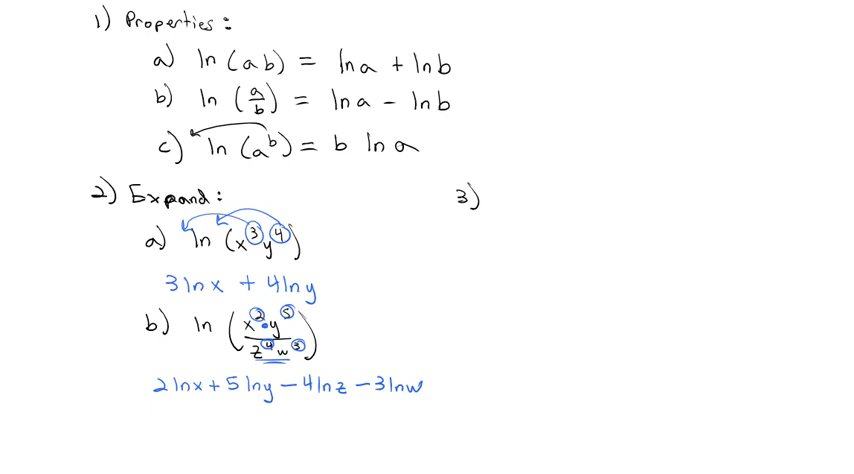 1) Properties:
a) ln (ab) = ln a + ln b
b) ln (a/b) = ln a - ln b
c) ln (a^b) = b ln a
2) Expand:
a) ln (x^3 y^4)
3 ln x + 4 ln y
b) ln (x^2 · y^5 / z^4 w^3)
2 ln x + 5 ln y - 4 ln z - 3 ln w
3)